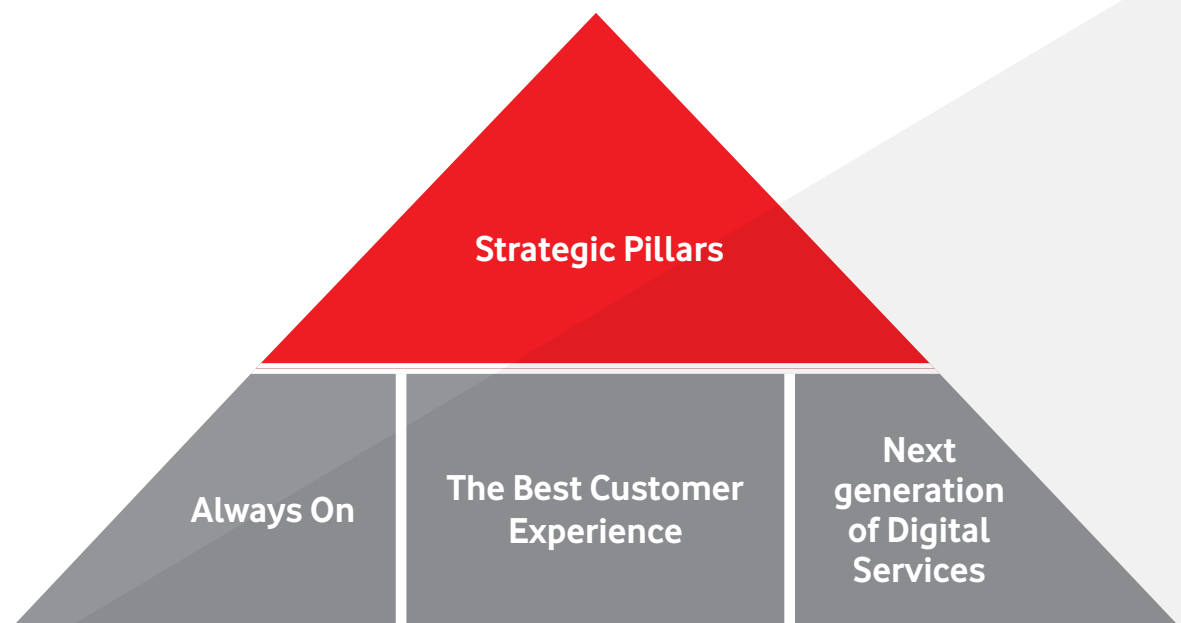 Strategic Pillars
Always On
The Best Customer
Experience
Next
generation
of Digital
Services